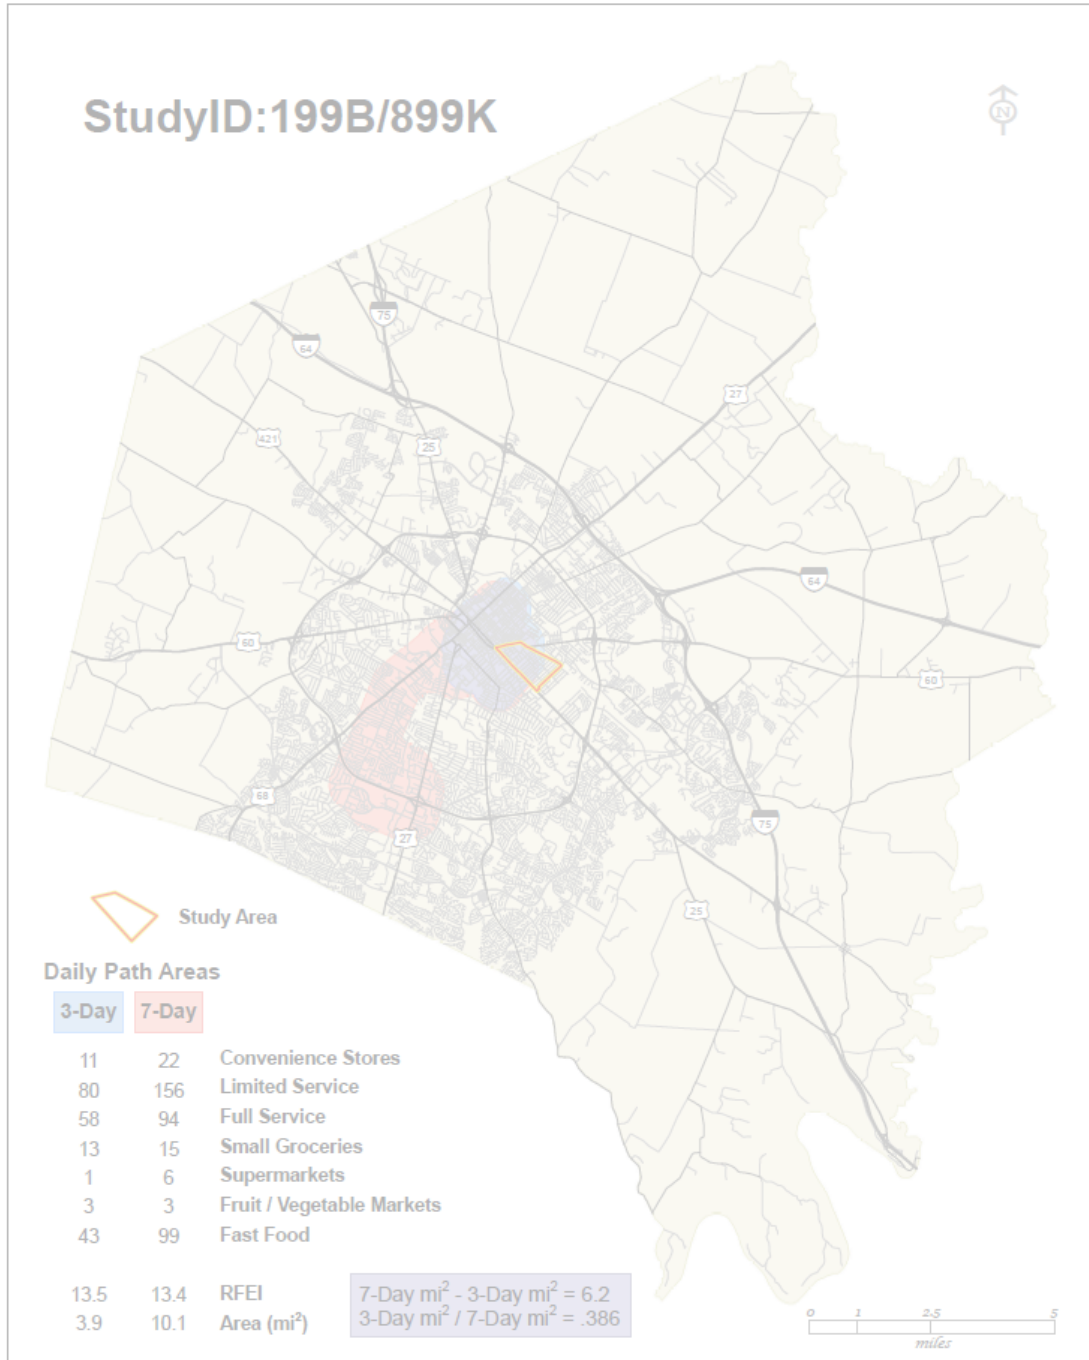 StudyID:199B/899K
N
75
64
27
421
25
64
60
60
68
27
75
25
Study Area
Daily Path Areas
3-Day 7-Day
11 22 Convenience Stores
80 156 Limited Service
58 94 Full Service
13 15 Small Groceries
1 6 Supermarkets
3 3 Fruit / Vegetable Markets
43 99 Fast Food
13.5 13.4 RFEI
3.9 10.1 Area (mi²)
7-Day mi² - 3-Day mi² = 6.2
3-Day mi² / 7-Day mi² = .386
0 1 2.5 5
miles